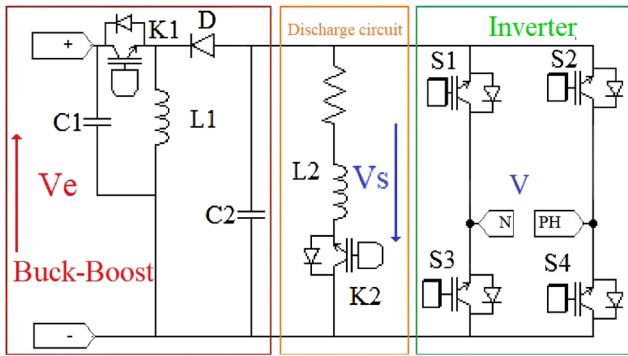 K1
D
Discharge circuit
Inverter
+
S1
S2
C1
L1
Ve
L2
Vs
V
C2
N
PH
Buck-Boost
S3
S4
K2
-